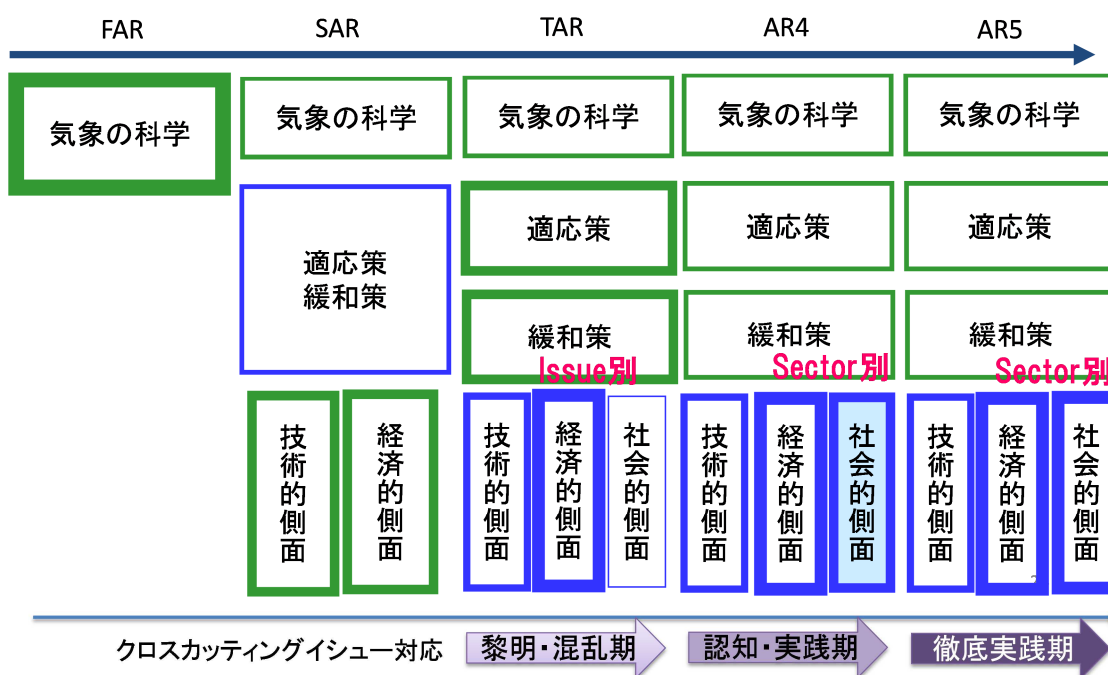 FAR
SAR
TAR
AR4
AR5
気象の科学
気象の科学
気象の科学
気象の科学
気象の科学
適応策
緩和策
適応策
適応策
適応策
緩和策
緩和策
緩和策
Issue別
Sector別
Sector別
技術的側面
経済的側面
技術的側面
経済的側面
社会的側面
技術的側面
経済的側面
社会的側面
技術的側面
経済的側面
社会的側面
クロスカッティングイシュー対応
黎明・混乱期
認知・実践期
徹底実践期